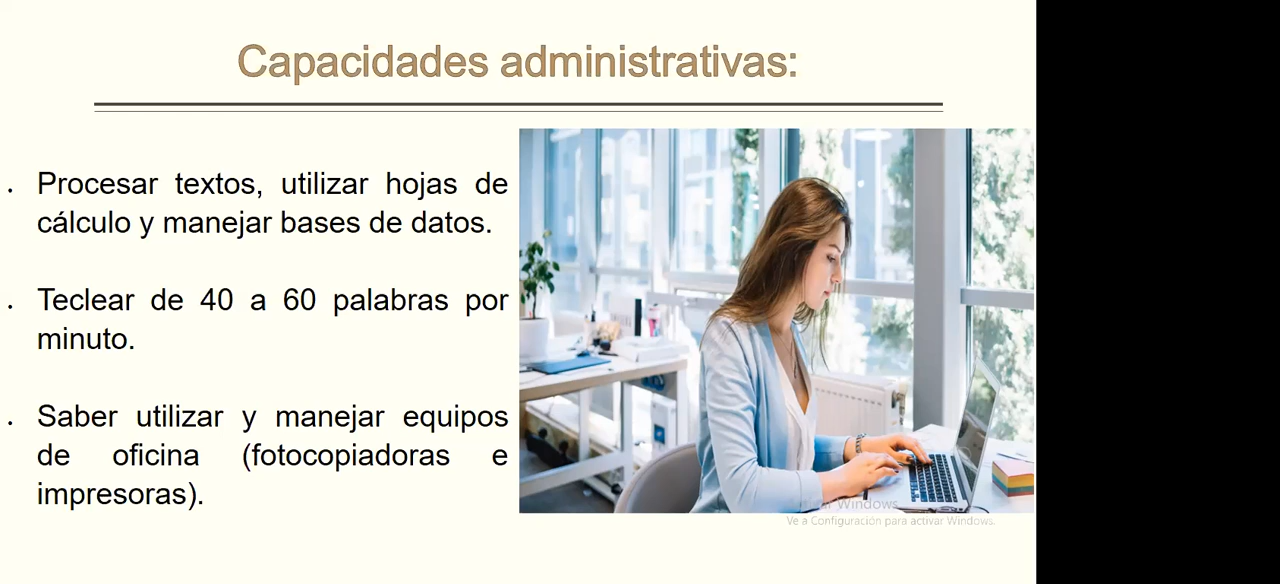 Capacidades administrativas:
. Procesar textos, utilizar hojas de
cálculo y manejar bases de datos.
. Teclear de 40 a 60 palabras por
minuto.
. Saber utilizar y manejar equipos
de oficina (fotocopiadoras e
impresoras).
Windows
Ve a Configuración para activar Windows.